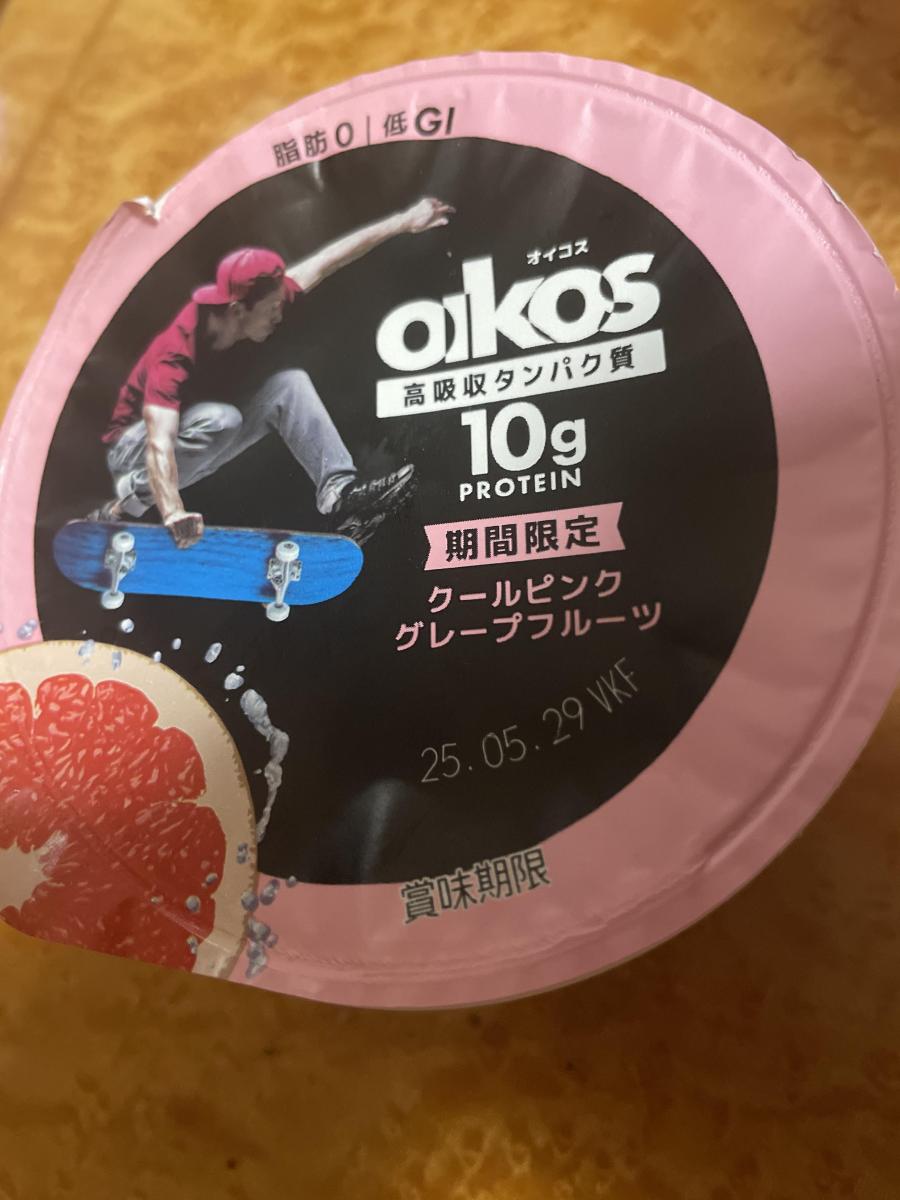 脂肪0 | 低GI
オイコス
oikos
高吸収タンパク質
10g
PROTEIN
期間限定
クールピンク
グレープフルーツ
25.05.29 VKF
賞味期限